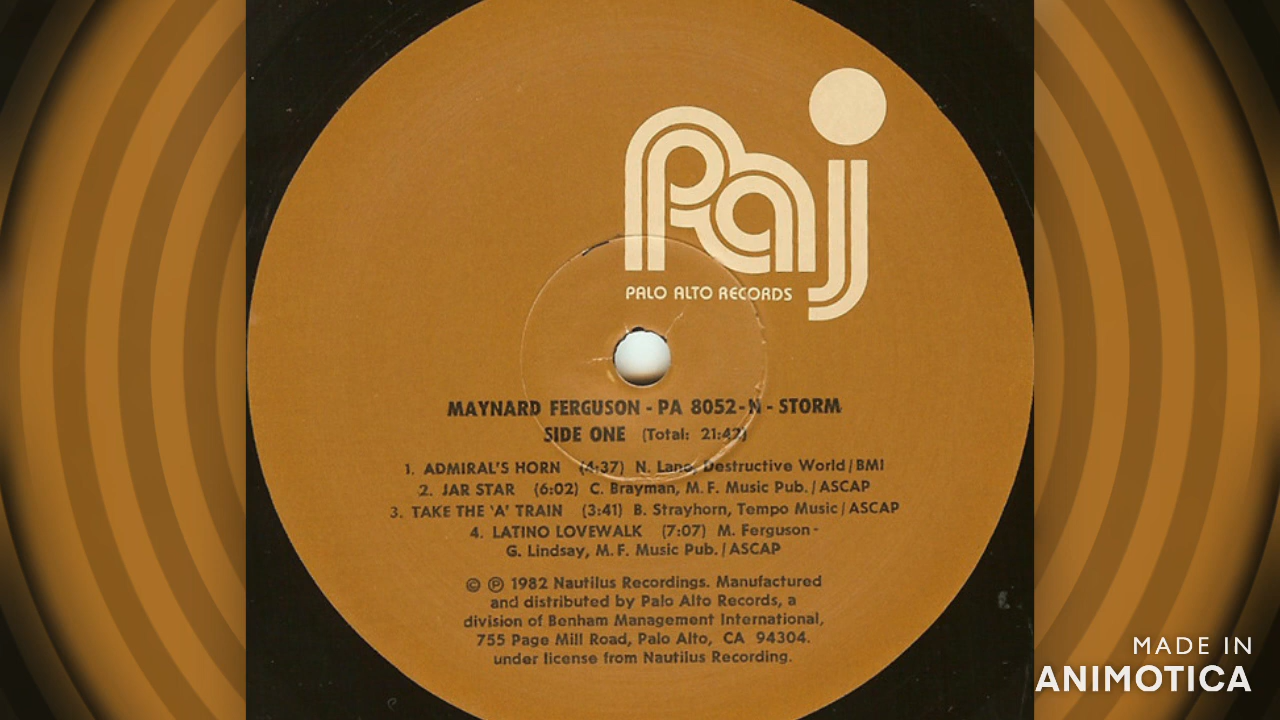 Paj
PALO ALTO RECORDS
MAYNARD FERGUSON - PA 8052-N - STORM
SIDE ONE (Total: 21:42)
1. ADMIRAL'S HORN (4:37) N. Lane, Destructive World/BMI
2. JAR STAR (6:02) C. Brayman, M. F. Music Pub./ASCAP
3. TAKE THE 'A' TRAIN (3:41) B. Strayhorn, Tempo Music/ASCAP
4. LATINO LOVEWALK (7:07) M. Ferguson-
G. Lindsay, M. F. Music Pub./ASCAP
© ℗ 1982 Nautilus Recordings. Manufactured
and distributed by Palo Alto Records, a
division of Benham Management International,
755 Page Mill Road, Palo Alto, CA 94304.
under license from Nautilus Recording.
MADE IN
ANIMOTICA